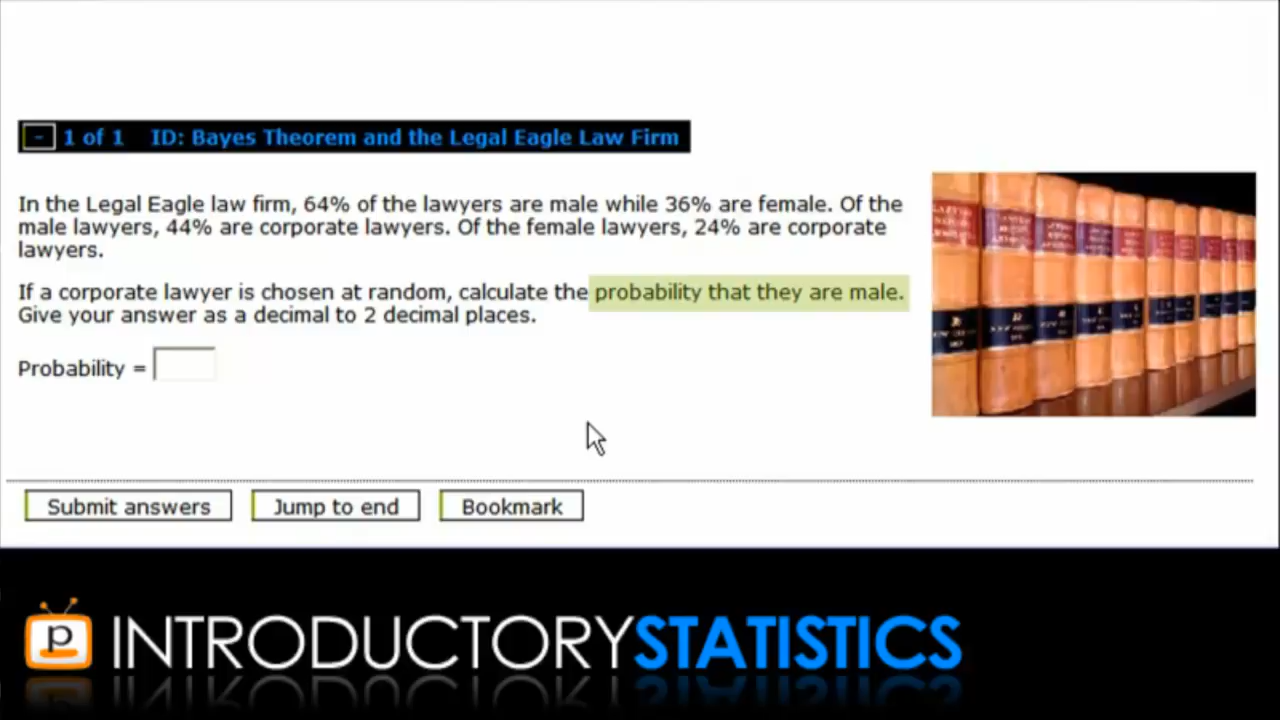 - 1 of 1 ID: Bayes Theorem and the Legal Eagle Law Firm
In the Legal Eagle law firm, 64% of the lawyers are male while 36% are female. Of the
male lawyers, 44% are corporate lawyers. Of the female lawyers, 24% are corporate
lawyers.
If a corporate lawyer is chosen at random, calculate the probability that they are male.
Give your answer as a decimal to 2 decimal places.
Probability =
Submit answers Jump to end Bookmark
p INTRODUCTORYSTATISTICS